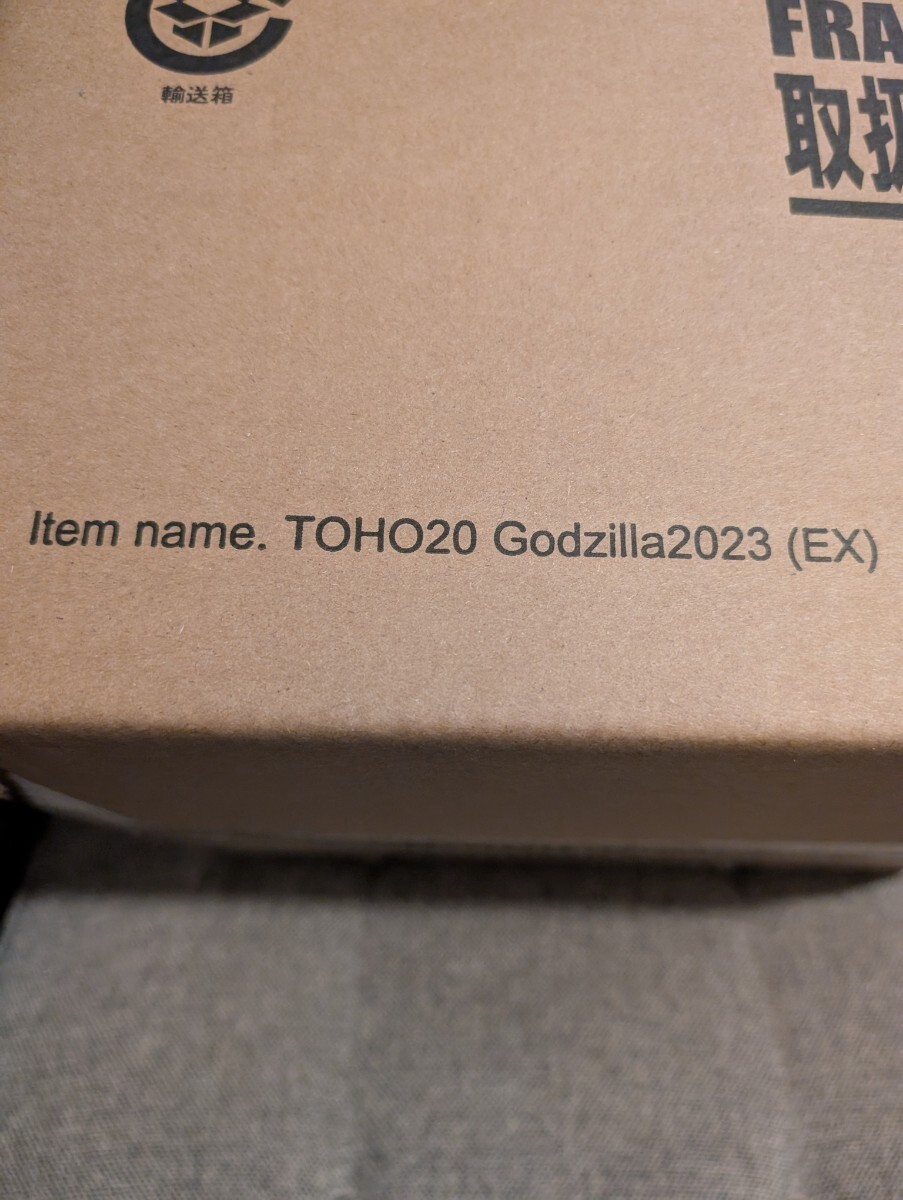 輸送箱
FRA
取扱
Item name. TOHO20 Godzilla2023 (EX)